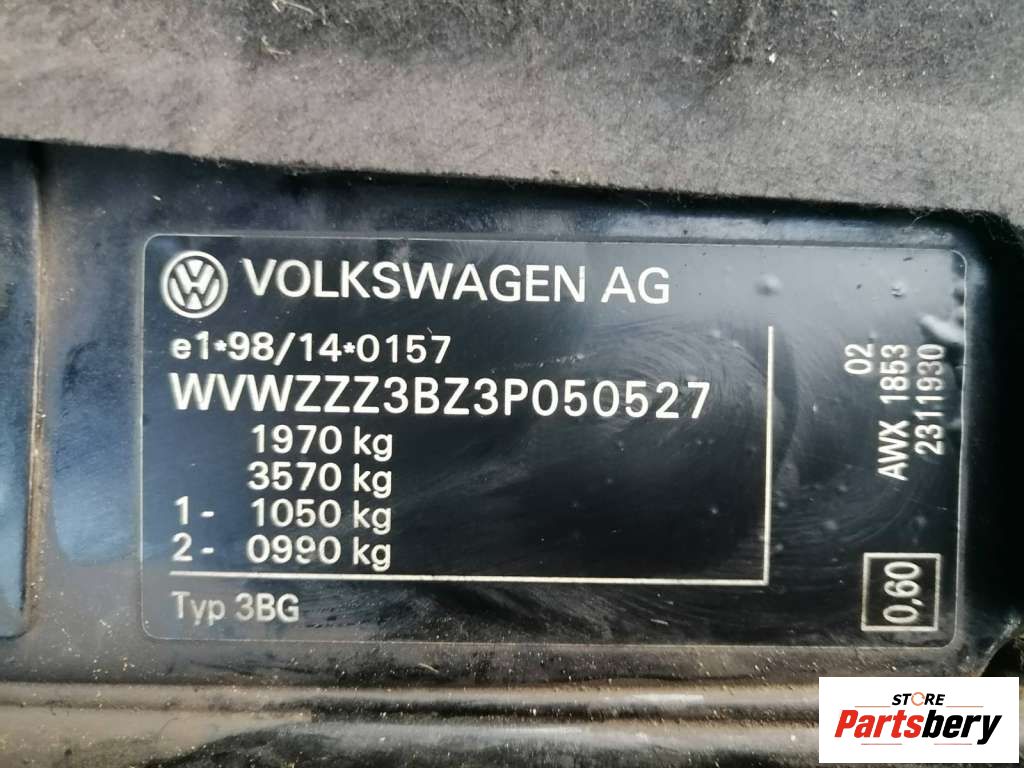 VOLKSWAGEN AG
e1*98/14*0157
WVWZZZ3BZ3P050527
1970 kg
3570 kg
1- 1050 kg
2- 0990 kg
Typ 3BG
02
AWX 1853
2311930
0,60
STORE
Partsbery